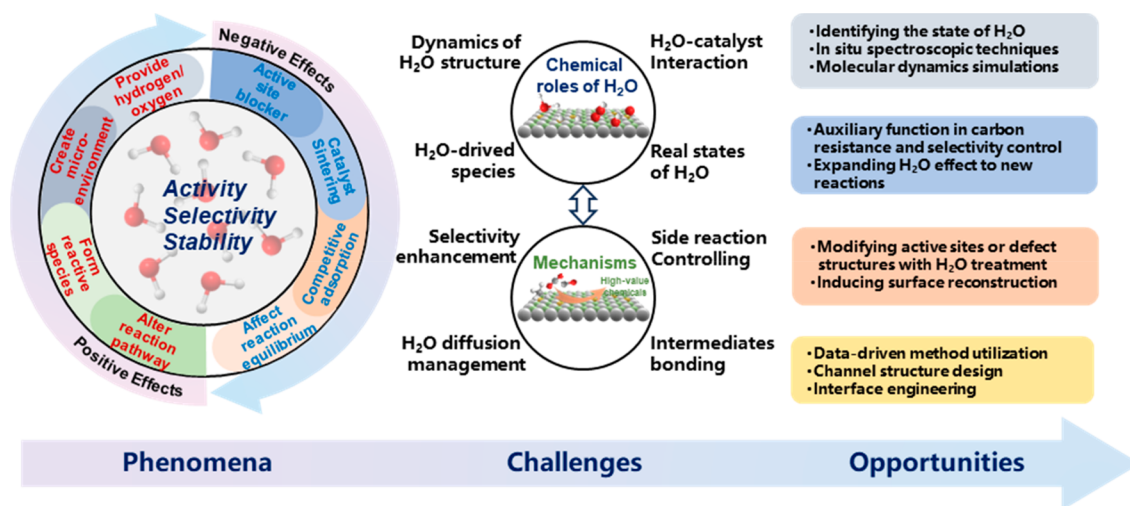 Negative Effects
Active
site
blocker
Catalyst
Sintering
Competitive
adsorption
Affect
reaction
equilibrium
Positive Effects
Alter
reaction
pathway
Form
reactive
species
Create
micro-
environment
Provide
hydrogen/
oxygen
Activity
Selectivity
Stability
Dynamics of
H₂O structure
H₂O-catalyst
Interaction
Chemical
roles of H₂O
H₂O-drived
species
Real states
of H₂O
Selectivity
enhancement
Side reaction
Controlling
Mechanisms
High-value
chemicals
H₂O diffusion
management
Intermediates
bonding
•Identifying the state of H₂O
•In situ spectroscopic techniques
•Molecular dynamics simulations
•Auxiliary function in carbon
resistance and selectivity control
•Expanding H₂O effect to new
reactions
•Modifying active sites or defect
structures with H₂O treatment
•Inducing surface reconstruction
•Data-driven method utilization
•Channel structure design
•Interface engineering
Phenomena
Challenges
Opportunities